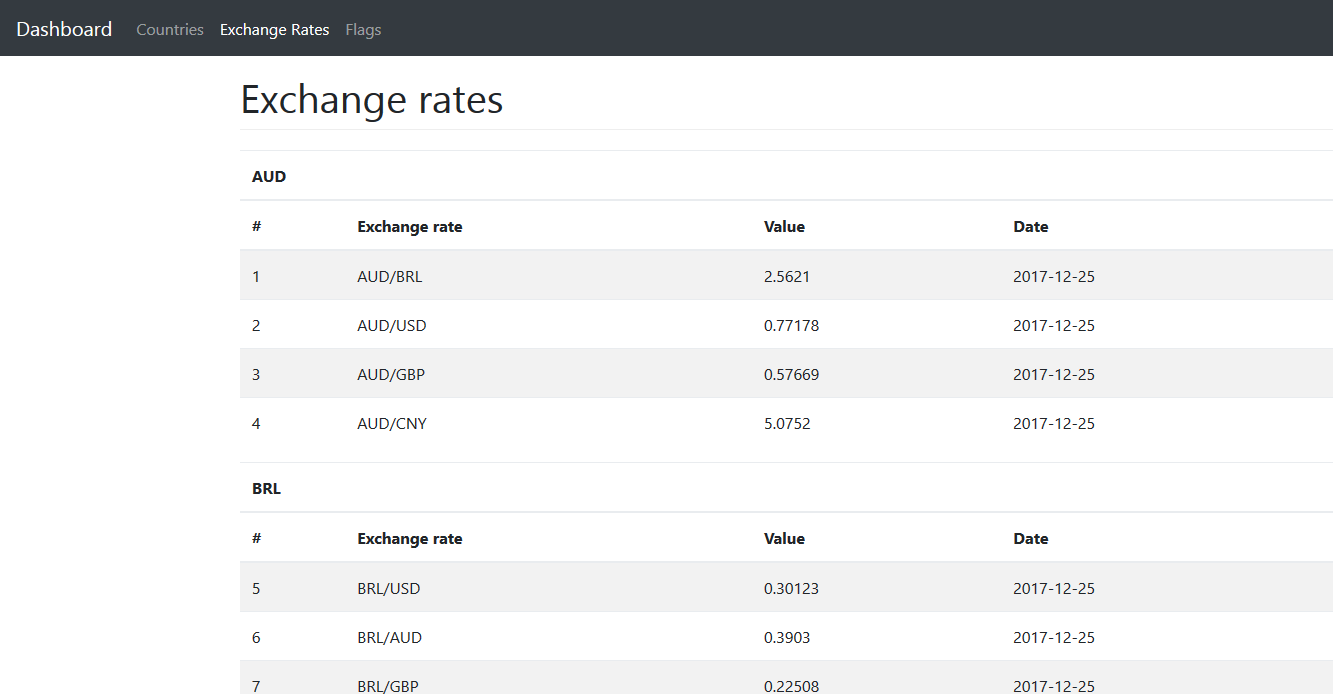 Dashboard Countries Exchange Rates Flags
Exchange rates
AUD
# Exchange rate Value Date
1 AUD/BRL 2.5621 2017-12-25
2 AUD/USD 0.77178 2017-12-25
3 AUD/GBP 0.57669 2017-12-25
4 AUD/CNY 5.0752 2017-12-25
BRL
# Exchange rate Value Date
5 BRL/USD 0.30123 2017-12-25
6 BRL/AUD 0.3903 2017-12-25
7 BRL/GBP 0.22508 2017-12-25